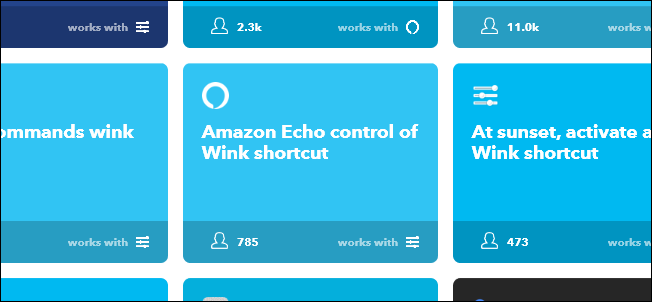 works with
2.3k works with
11.0k
ommands wink
Amazon Echo control of
Wink shortcut
At sunset, activate a
Wink shortcut
works with
785 works with
473 works w